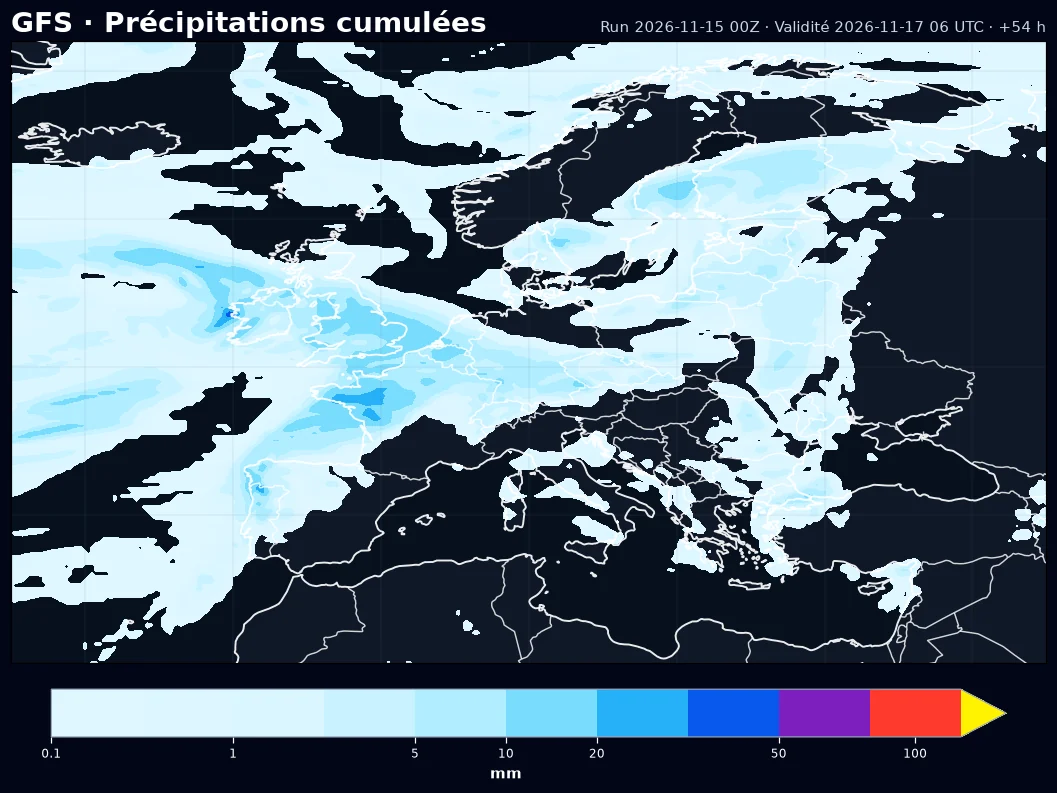 GFS · Précipitations cumulées
Run 2026-11-15 00Z · Validité 2026-11-17 06 UTC · +54 h
0.1 1 5 10 20 50 100
mm